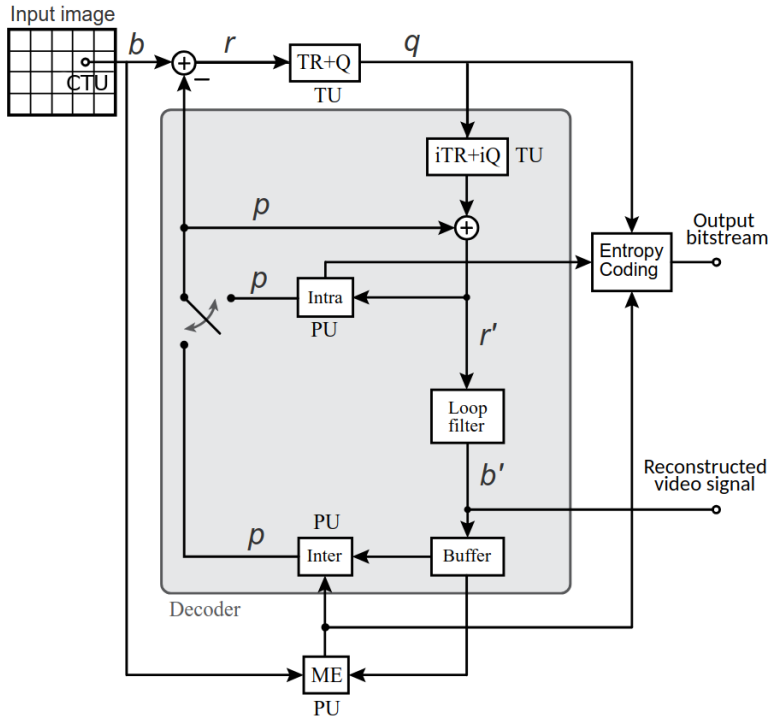 Input image
b
r
TR+Q
q
CTU
−
TU
iTR+iQ
TU
p
Output
bitstream
Entropy
Coding
p
Intra
PU
r'
Loop
filter
b'
Reconstructed
video signal
PU
p
Inter
Buffer
Decoder
ME
PU